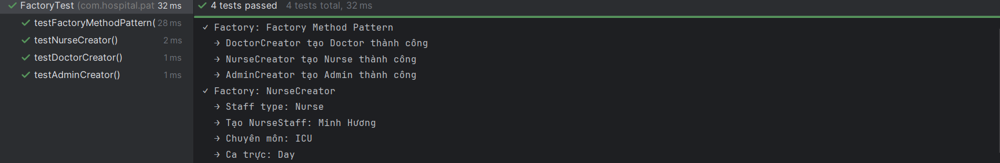 FactoryTest (com.hospital.pat 32 ms
testFactoryMethodPattern( 28 ms
testNurseCreator() 2 ms
testDoctorCreator() 1 ms
testAdminCreator() 1 ms
4 tests passed 4 tests total, 32 ms
✓ Factory: Factory Method Pattern
→ DoctorCreator tạo Doctor thành công
→ NurseCreator tạo Nurse thành công
→ AdminCreator tạo Admin thành công
✓ Factory: NurseCreator
→ Staff type: Nurse
→ Tạo NurseStaff: Minh Hương
→ Chuyên môn: ICU
→ Ca trực: Day